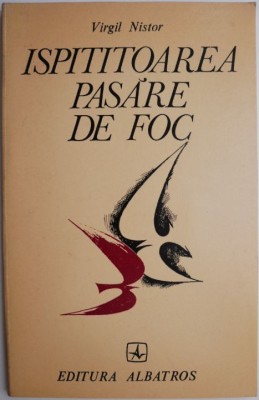 Virgil Nistor
ISPITITOAREA
PASĂRE
DE FOC
EDITURA ALBATROS